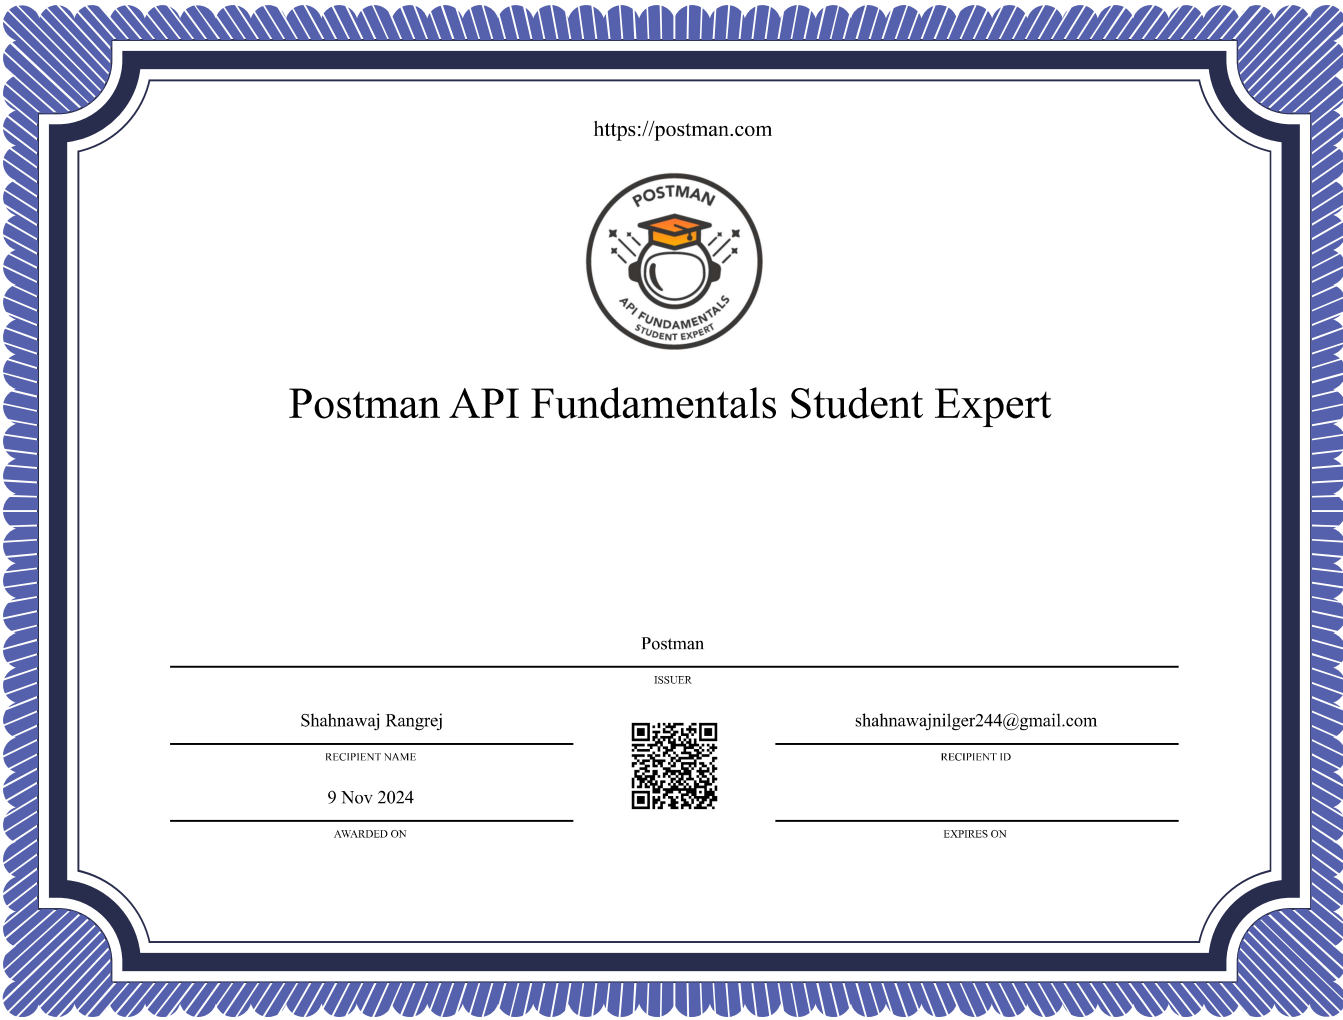 https://postman.com
POSTMAN
API FUNDAMENTALS
STUDENT EXPERT
Postman API Fundamentals Student Expert
Postman
ISSUER
Shahnawaj Rangrej
RECIPIENT NAME
shahnawajnilger244@gmail.com
RECIPIENT ID
9 Nov 2024
AWARDED ON
EXPIRES ON